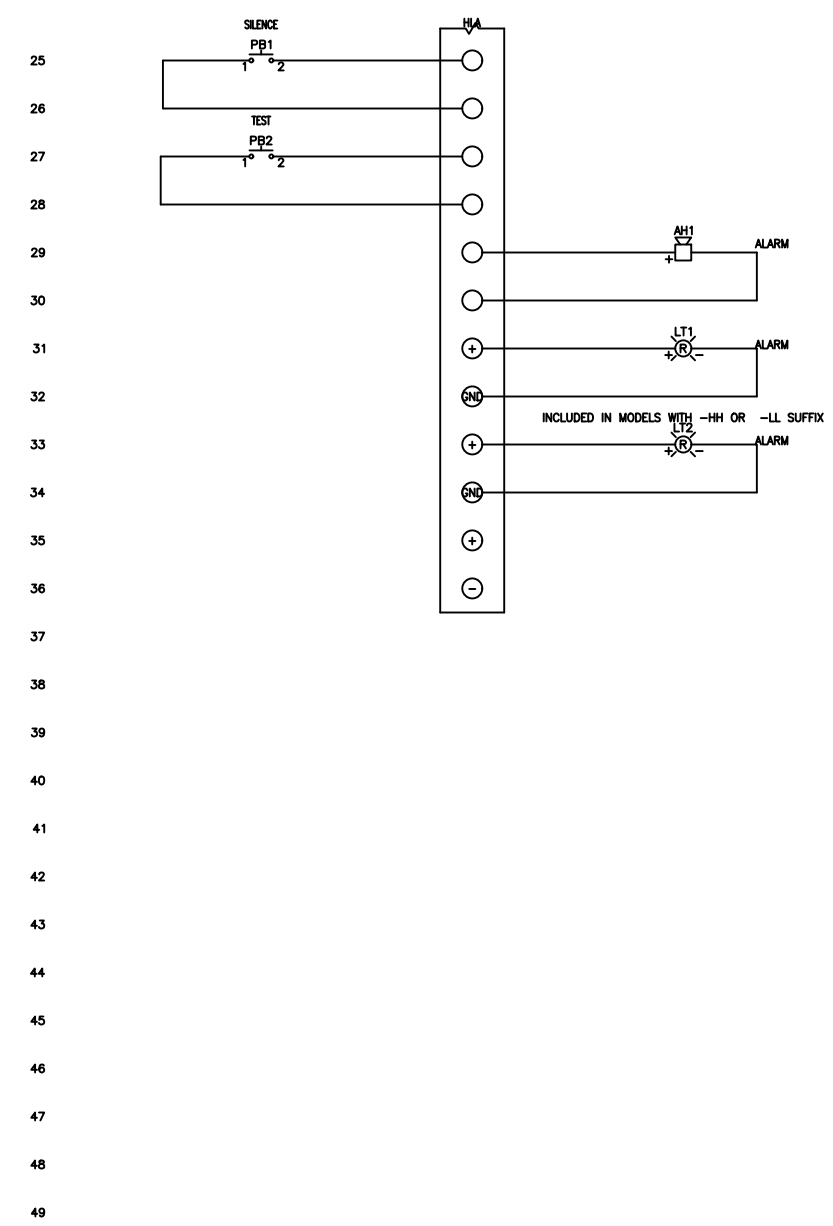 SILENCE HLA
PB1
25 1 2
26
TEST
PB2
27 1 2
28
AH1
29 + ALARM
30
LT1
31 + + R - ALARM
32 GND
INCLUDED IN MODELS WITH -HH OR -LL SUFFIX
LT2
33 + + R - ALARM
34 GND
35 +
36 -
37
38
39
40
41
42
43
44
45
46
47
48
49